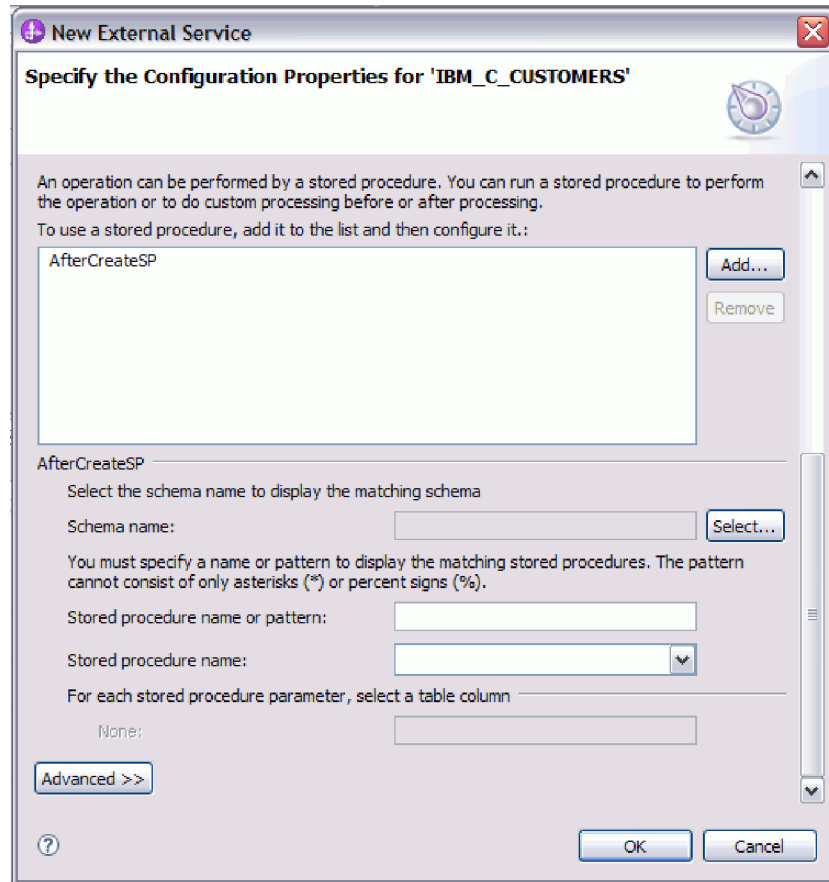 New External Service
Specify the Configuration Properties for 'IBM_C_CUSTOMERS'
An operation can be performed by a stored procedure. You can run a stored procedure to perform
the operation or to do custom processing before or after processing.
To use a stored procedure, add it to the list and then configure it.:
AfterCreateSP
Add...
Remove
AfterCreateSP
Select the schema name to display the matching schema
Schema name:
Select...
You must specify a name or pattern to display the matching stored procedures. The pattern
cannot consist of only asterisks (*) or percent signs (%).
Stored procedure name or pattern:
Stored procedure name:
For each stored procedure parameter, select a table column
None:
Advanced >>
?
OK
Cancel